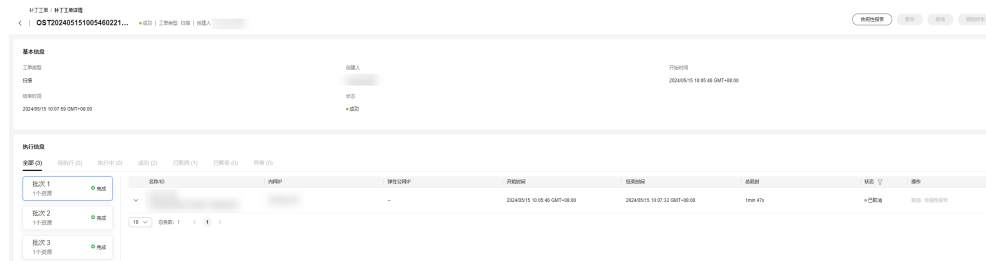 补丁工单 / 补丁工单详情
< | OST202405151005460221... 成功 | 工单类型 扫描 | 创建人
合规性报告
基本信息
工单类型 创建人 开始时间
扫描 2024/05/15 10:05:46 GMT+08:00
结束时间 状态
2024/05/15 10:07:59 GMT+08:00 成功
执行信息
全部 (3) 待执行 (0) 执行中 (0) 成功 (2) 已取消 (1) 已暂停 (0) 异常 (0)
批次 1 完成
1个资源
批次 2 完成
1个资源
批次 3 完成
1个资源
名称/ID 内网IP 弹性公网IP 开始时间 结束时间 总耗时 状态 操作
-- 2024/05/15 10:05:46 GMT+08:00 2024/05/15 10:07:33 GMT+08:00 1min 47s 已取消 取消 合规性报告
10 总条数: 1 < 1 >